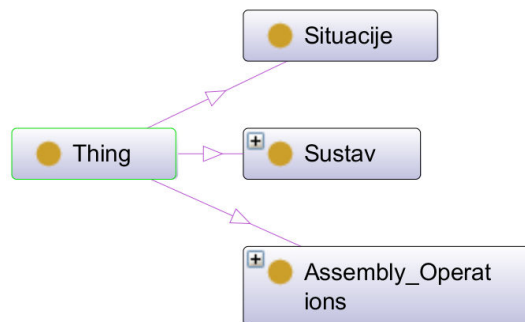 Situacije
Thing
Sustav
Assembly_Operat
ions